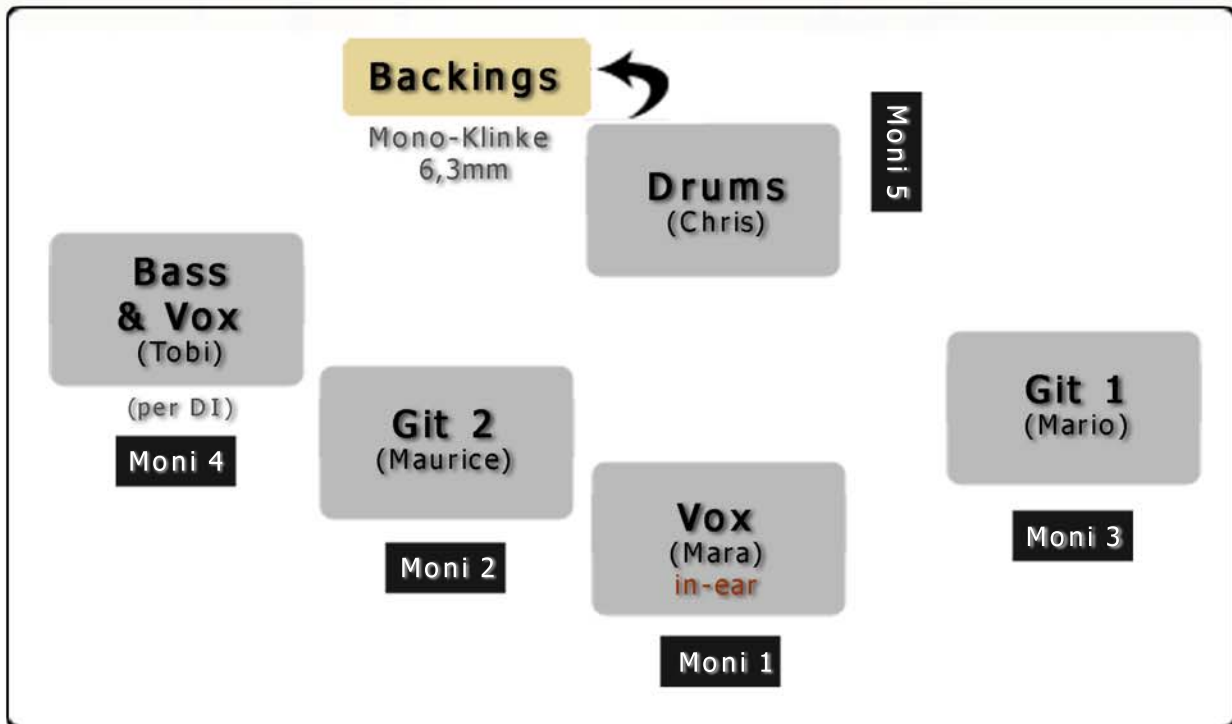 Backings
Mono-Klinke
6,3mm
Drums
(Chris)
Moni 5
Bass
& Vox
(Tobi)
(per DI)
Moni 4
Git 2
(Maurice)
Moni 2
Vox
(Mara)
in-ear
Moni 1
Git 1
(Mario)
Moni 3